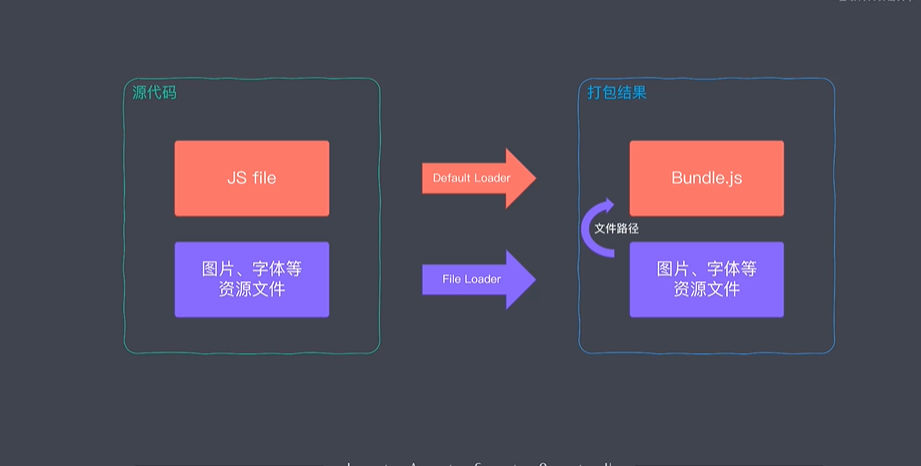 源代码
打包结果
JS file
Default Loader
Bundle.js
文件路径
图片、字体等
资源文件
File Loader
图片、字体等
资源文件